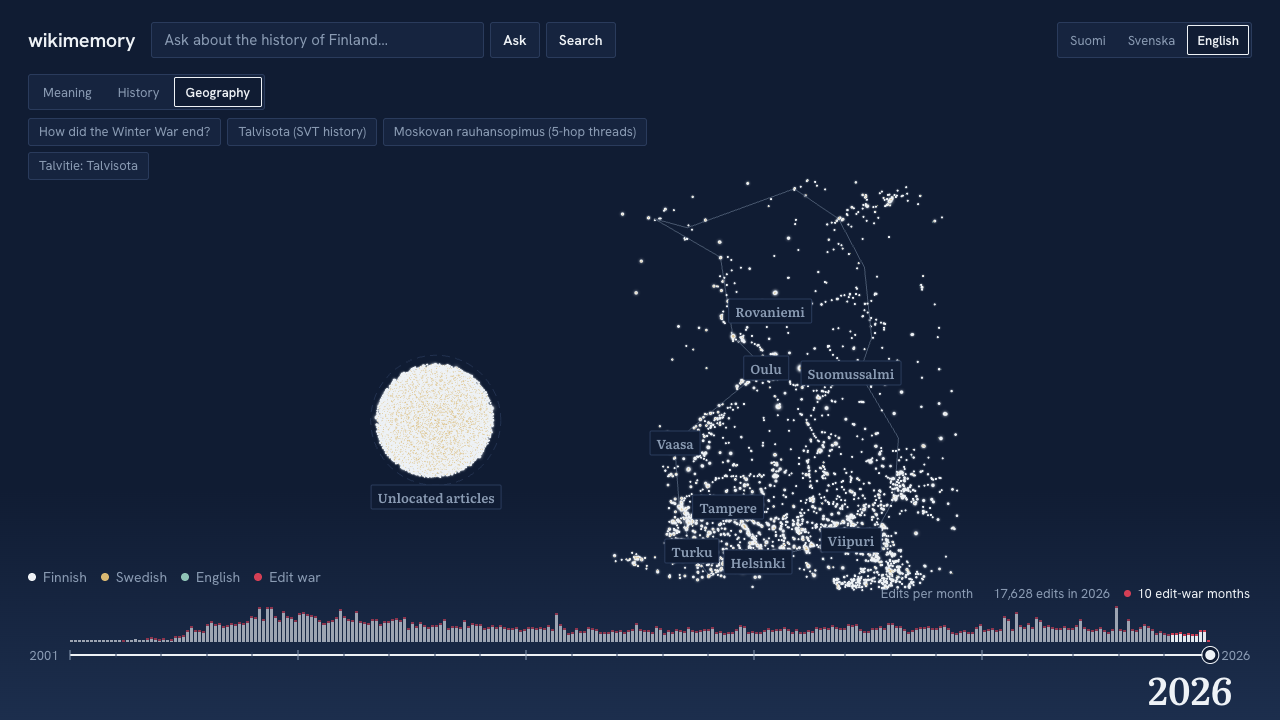 wikimemory
Ask about the history of Finland...
Ask
Search
Suomi
Svenska
English
Meaning
History
Geography
How did the Winter War end?
Talvisota (SVT history)
Moskovan rauhansopimus (5-hop threads)
Talvitie: Talvisota
Rovaniemi
Oulu
Suomussalmi
Vaasa
Unlocated articles
Tampere
Viipuri
Turku
Helsinki
Finnish
Swedish
English
Edit war
Edits per month
17,628 edits in 2026
10 edit-war months
2001
2026
2026